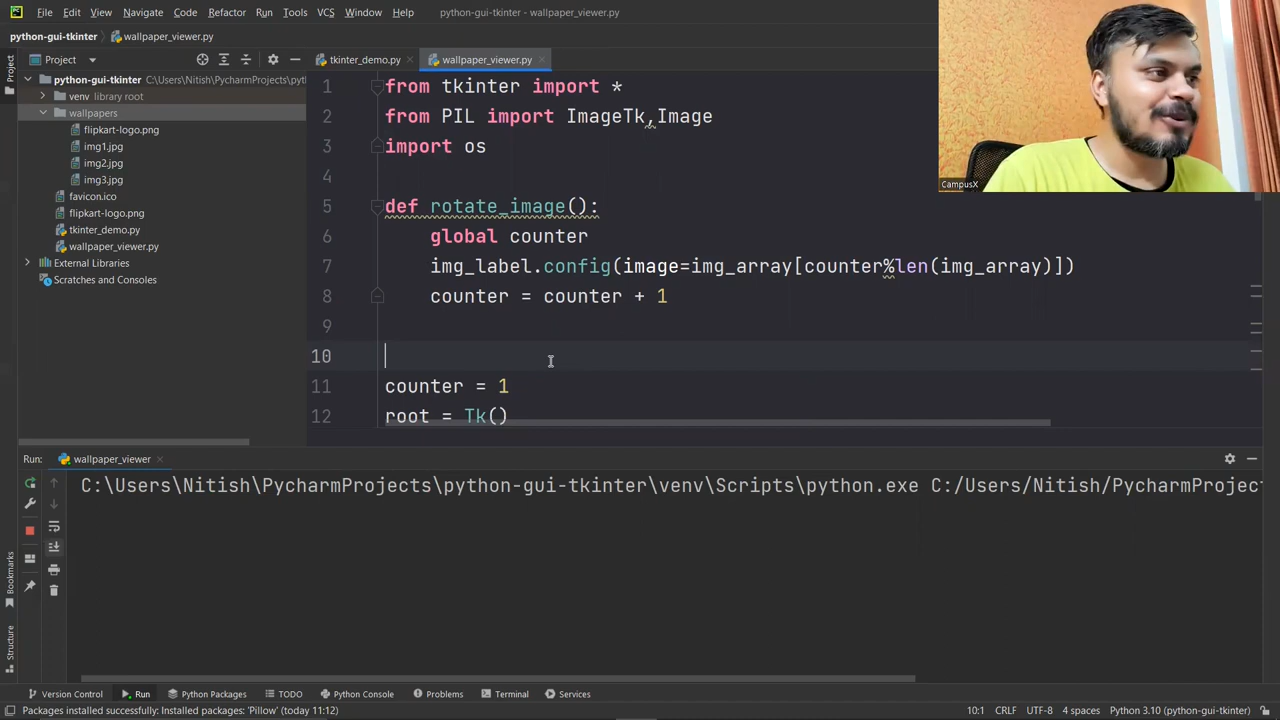 File Edit View Navigate Code Refactor Run Tools VCS Window Help python-gui-tkinter - wallpaper_viewer.py
python-gui-tkinter wallpaper_viewer.py
Project
Project
tkinter_demo.py
wallpaper_viewer.py
python-gui-tkinter C:\Users\Nitish\PycharmProjects\pyt
venv library root
wallpapers
flipkart-logo.png
img1.jpg
img2.jpg
img3.jpg
favicon.ico
flipkart-logo.png
tkinter_demo.py
wallpaper_viewer.py
External Libraries
Scratches and Consoles
1 from tkinter import *
2 from PIL import ImageTk,Image
3 import os
4
5 def rotate_image():
6 global counter
7 img_label.config(image=img_array[counter%len(img_array)])
8 counter = counter + 1
9
10
11 counter = 1
12 root = Tk()
CampusX
Run: wallpaper_viewer
C:\Users\Nitish\PycharmProjects\python-gui-tkinter\venv\Scripts\python.exe C:/Users/Nitish/PycharmProject
Bookmarks
Structure
Version Control Run Python Packages TODO Python Console Problems Terminal Services
Packages installed successfully: Installed packages: 'Pillow' (today 11:12) 10:1 CRLF UTF-8 4 spaces Python 3.10 (python-gui-tkinter)